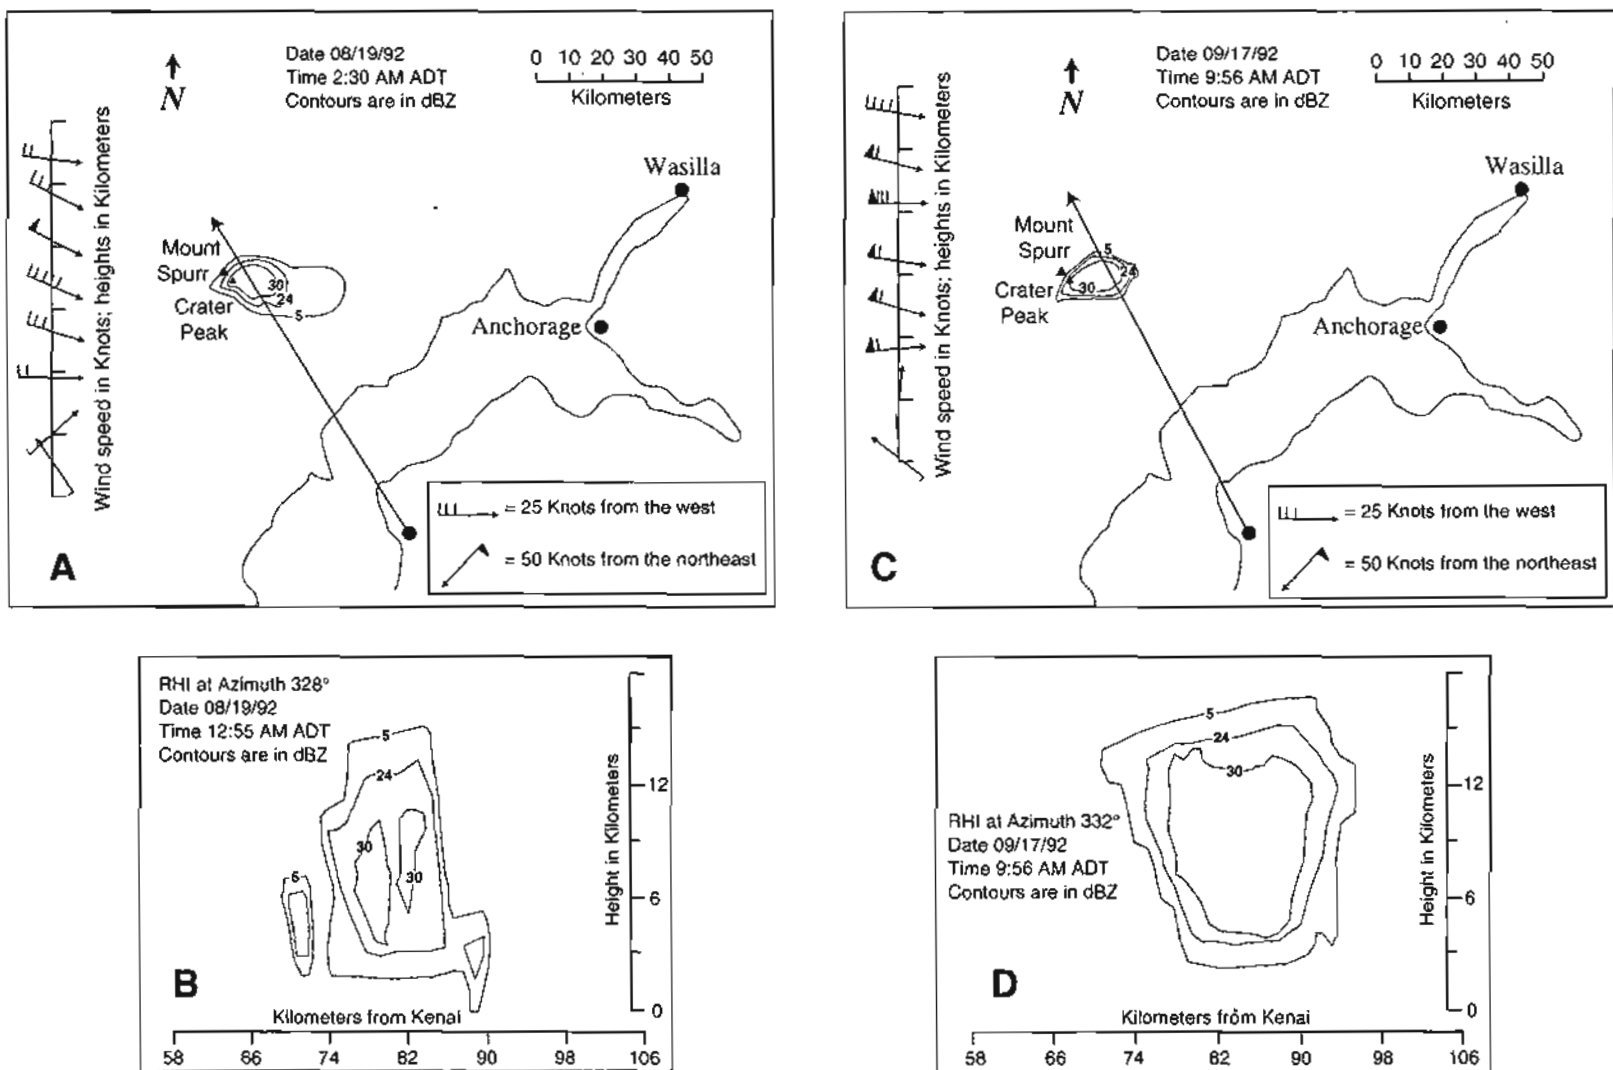 Date 08/19/92
Time 2:30 AM ADT
Contours are in dBZ
0 10 20 30 40 50
Kilometers
N
Wind speed in Knots; heights in Kilometers
Wasilla
Mount
Spurr
Crater
Peak
30
24
5
Anchorage
= 25 Knots from the west
= 50 Knots from the northeast
A
Date 09/17/92
Time 9:56 AM ADT
Contours are in dBZ
0 10 20 30 40 50
Kilometers
N
Wind speed in Knots; heights in Kilometers
Wasilla
Mount
Spurr
Crater
Peak
5
24
30
Anchorage
= 25 Knots from the west
= 50 Knots from the northeast
C
RHI at Azimuth 328°
Date 08/19/92
Time 12:55 AM ADT
Contours are in dBZ
5
24
30
30
5
Height in Kilometers
12
6
0
B
Kilometers from Kenai
58 66 74 82 90 98 106
5
24
30
RHI at Azimuth 332°
Date 09/17/92
Time 9:56 AM ADT
Contours are in dBZ
Height in Kilometers
12
6
0
D
Kilometers from Kenai
58 66 74 82 90 98 106